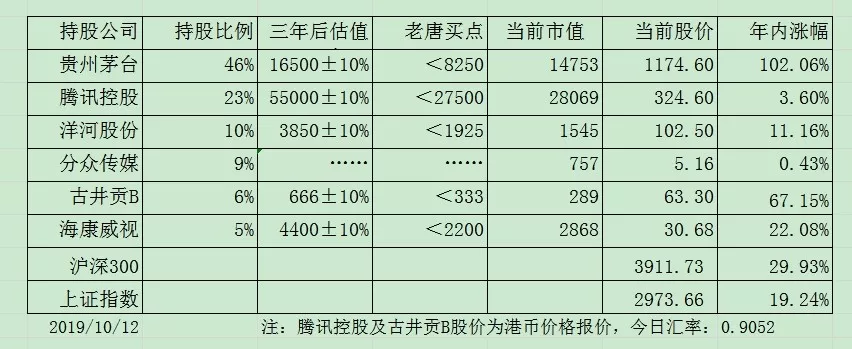 持股公司 持股比例 三年后估值 老唐买点 当前市值 当前股价 年内涨幅
贵州茅台 46% 16500±10% <8250 14753 1174.60 102.06%
腾讯控股 23% 55000±10% <27500 28069 324.60 3.60%
洋河股份 10% 3850±10% <1925 1545 102.50 11.16%
分众传媒 9% …… …… 757 5.16 0.43%
古井贡B 6% 666±10% <333 289 63.30 67.15%
海康威视 5% 4400±10% <2200 2868 30.68 22.08%
沪深300 3911.73 29.93%
上证指数 2973.66 19.24%
2019/10/12 注：腾讯控股及古井贡B股价为港币价格报价，今日汇率：0.9052